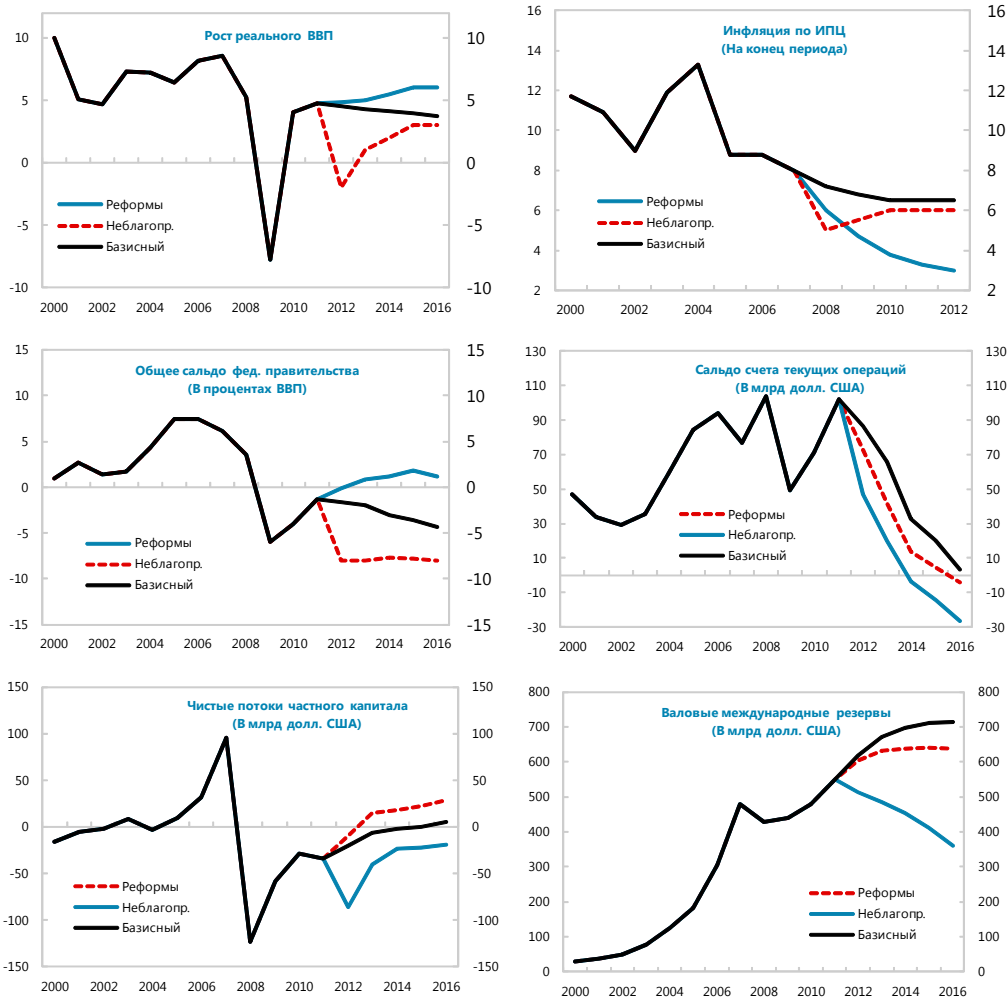 Рост реального ВВП
10
5
0
-5
-10
10
5
0
-5
-10
Реформы
Неблагопр.
Базисный
2000 2002 2004 2006 2008 2010 2012 2014 2016
Инфляция по ИПЦ
(На конец периода)
16
14
12
10
8
6
4
2
16
14
12
10
8
6
4
2
Реформы
Неблагопр.
Базисный
2000 2002 2004 2006 2008 2010 2012
Общее сальдо фед. правительства
(В процентах ВВП)
15
10
5
0
-5
-10
-15
15
10
5
0
-5
-10
-15
Реформы
Неблагопр.
Базисный
2000 2002 2004 2006 2008 2010 2012 2014 2016
Сальдо счета текущих операций
(В млрд долл. США)
130
110
90
70
50
30
10
-10
-30
130
110
90
70
50
30
10
-10
-30
Реформы
Неблагопр.
Базисный
2000 2002 2004 2006 2008 2010 2012 2014 2016
Чистые потоки частного капитала
(В млрд долл. США)
150
100
50
0
-50
-100
-150
150
100
50
0
-50
-100
-150
Реформы
Неблагопр.
Базисный
2000 2002 2004 2006 2008 2010 2012 2014 2016
Валовые международные резервы
(В млрд долл. США)
800
700
600
500
400
300
200
100
0
800
700
600
500
400
300
200
100
0
Реформы
Неблагопр.
Базисный
2000 2002 2004 2006 2008 2010 2012 2014 2016